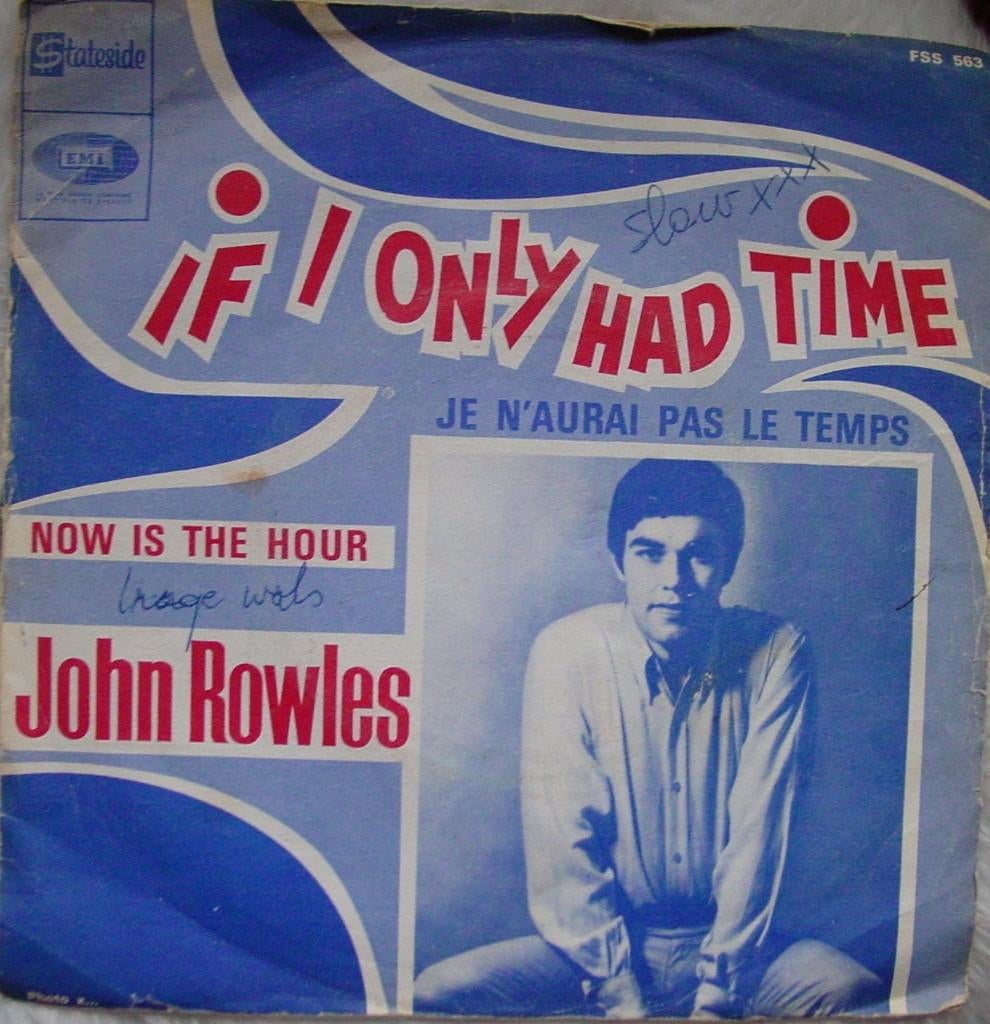 Stateside
FSS 563
EMI
slow xxx
IF I ONLY HAD TIME
JE N'AURAI PAS LE TEMPS
NOW IS THE HOUR
John Rowles
Photo